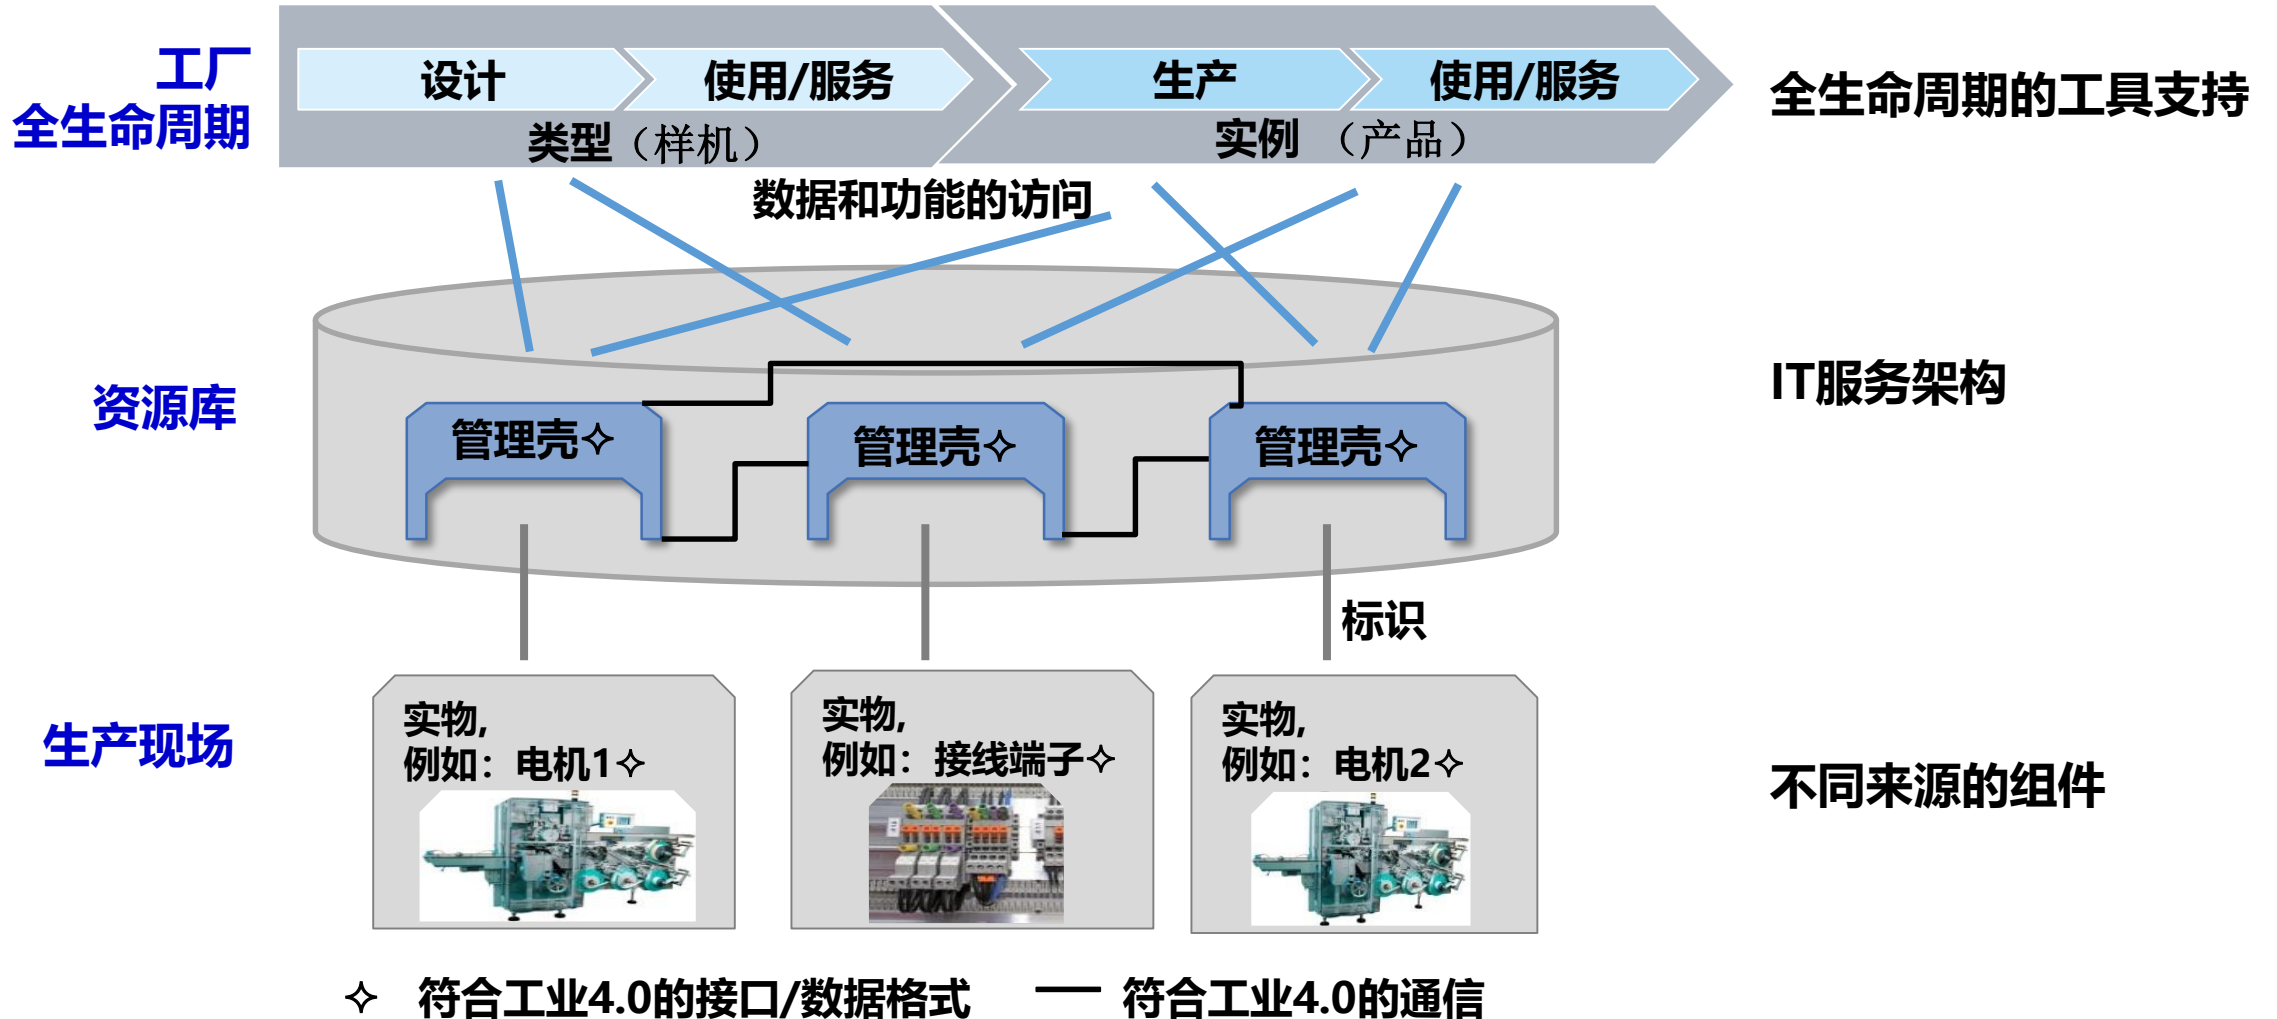 工厂
全生命周期
设计
使用/服务
生产
使用/服务
类型（样机）
实例 （产品）
全生命周期的工具支持
数据和功能的访问
资源库
管理壳✧
管理壳✧
管理壳✧
IT服务架构
标识
生产现场
实物,
例如：电机1✧
实物,
例如：接线端子✧
实物,
例如：电机2✧
不同来源的组件
✧ 符合工业4.0的接口/数据格式
符合工业4.0的通信